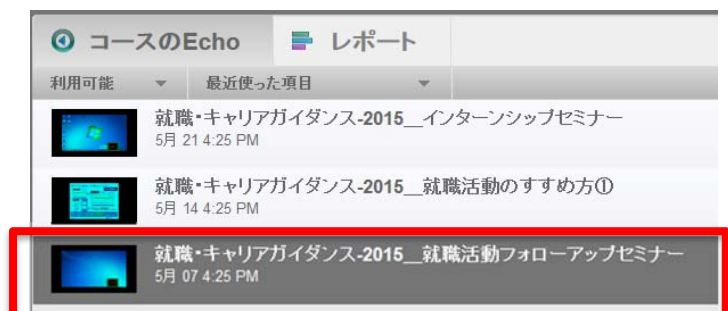 コースのEcho
レポート
利用可能
最近使った項目
就職・キャリアガイダンス-2015__インターンシップセミナー
5月 21 4:25 PM
就職・キャリアガイダンス-2015__就職活動のすすめ方①
5月 14 4:25 PM
就職・キャリアガイダンス-2015__就職活動フォローアップセミナー
5月 07 4:25 PM